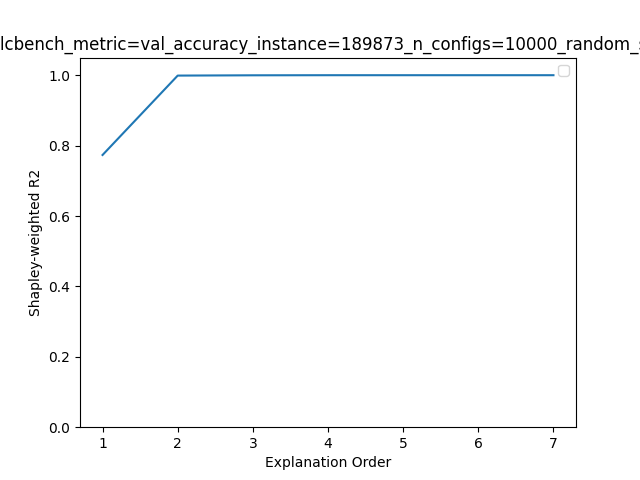 lcbench_metric=val_accuracy_instance=189873_n_configs=10000_random_
1.0
0.8
0.6
0.4
0.2
0.0
Shapley-weighted R2
1 2 3 4 5 6 7
Explanation Order